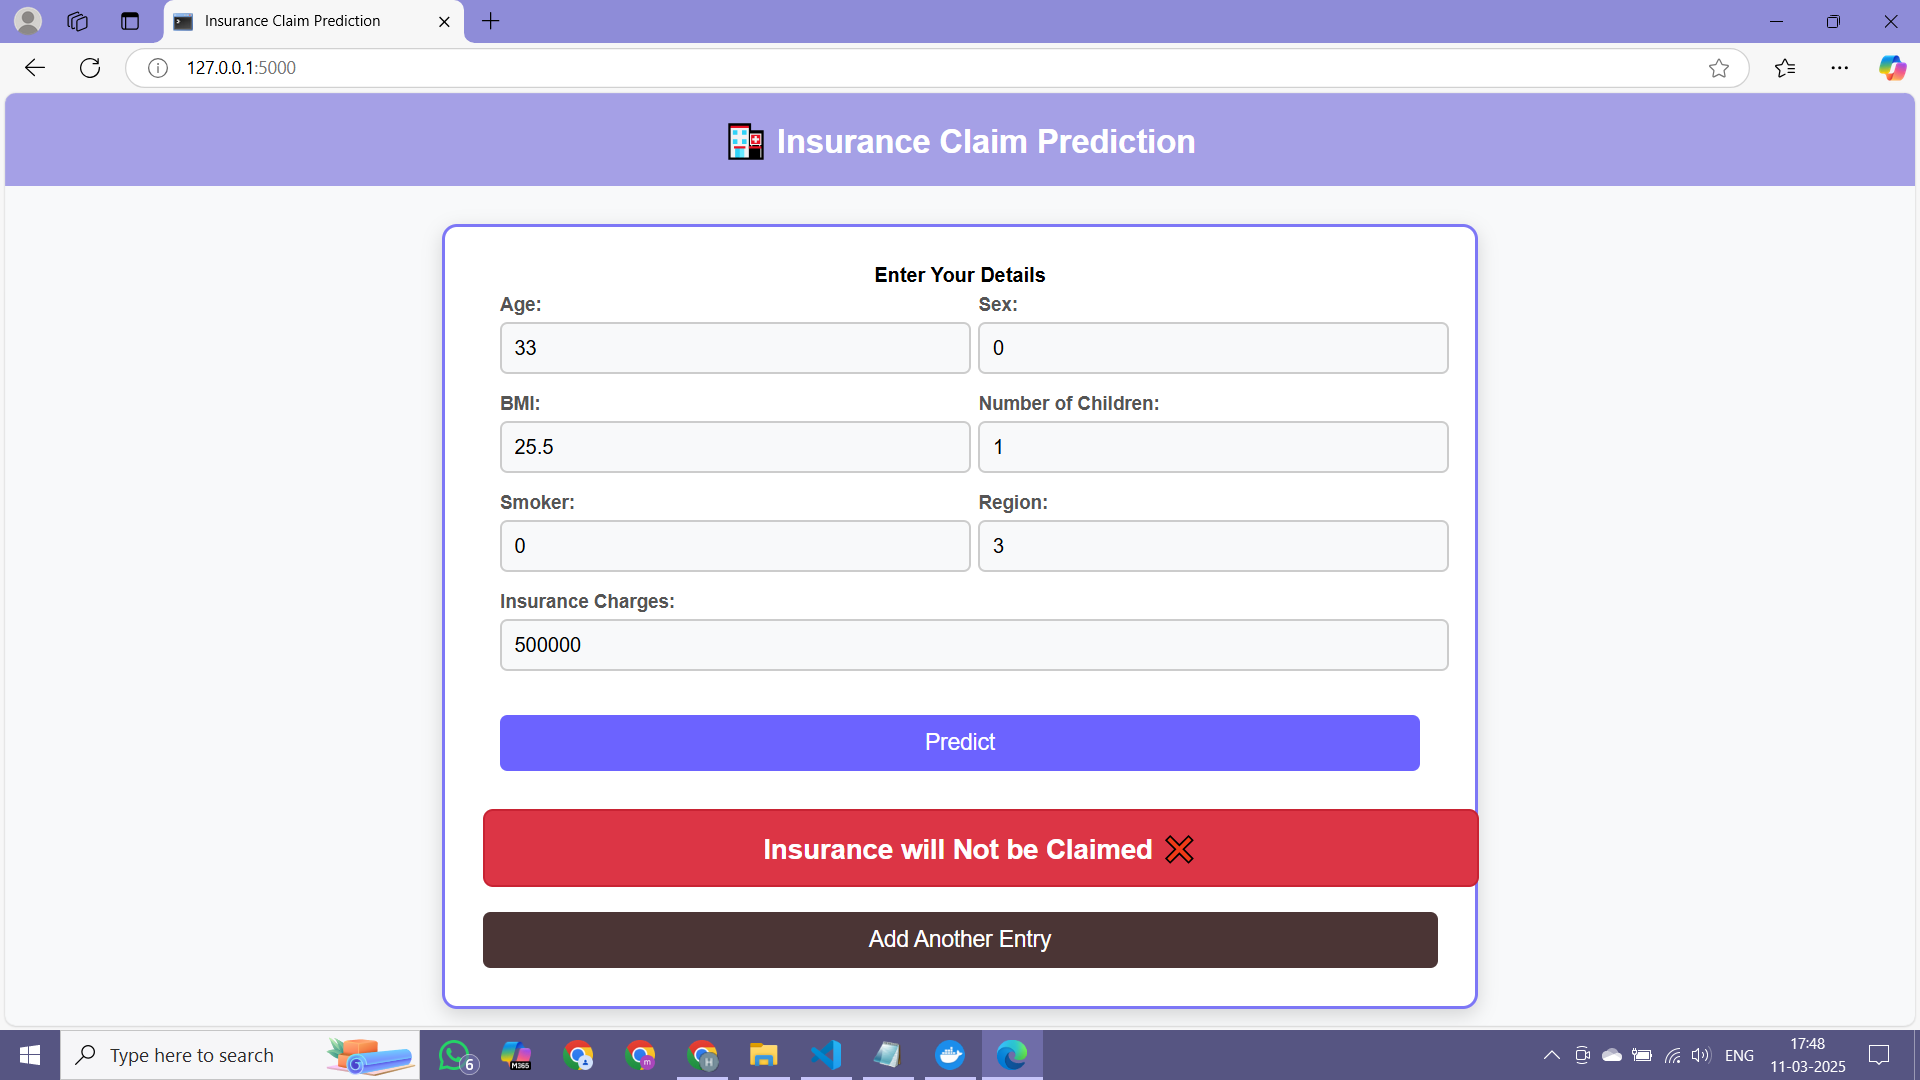 Insurance Claim Prediction
127.0.0.1:5000
Insurance Claim Prediction
Enter Your Details
Age:
Sex:
33
0
BMI:
Number of Children:
25.5
1
Smoker:
Region:
0
3
Insurance Charges:
500000
Predict
Insurance will Not be Claimed
Add Another Entry
Type here to search
6
M365
m
H
ENG
17:48
11-03-2025